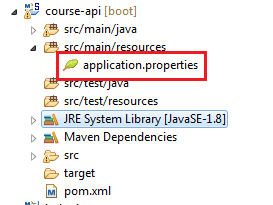 course-api [boot]
src/main/java
src/main/resources
application.properties
src/test/java
src/test/resources
JRE System Library [JavaSE-1.8]
Maven Dependencies
src
target
pom.xml